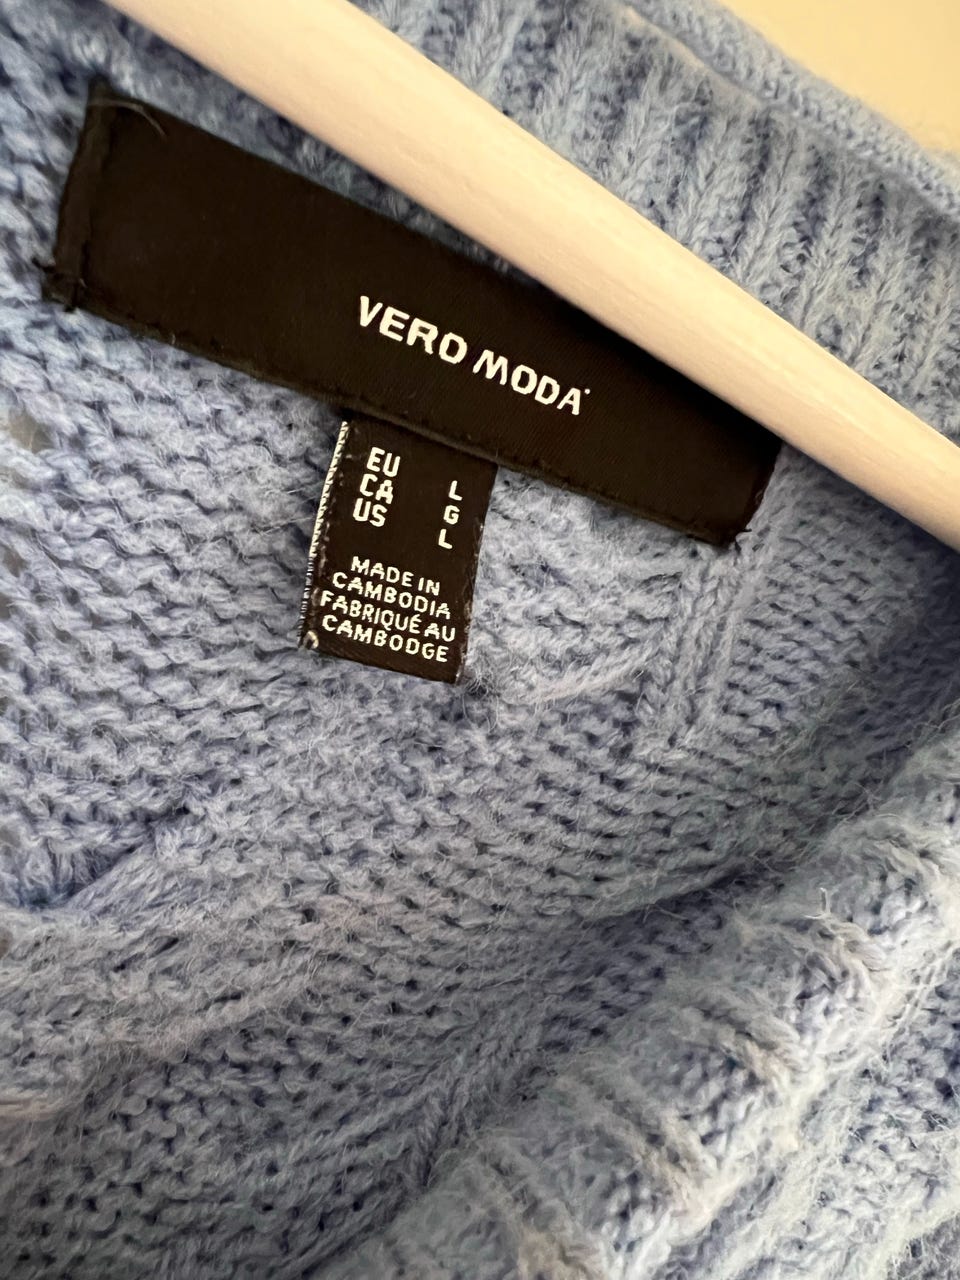 VERO MODA
EU L
CA G
US L
MADE IN
CAMBODIA
FABRIQUÉ AU
CAMBODGE